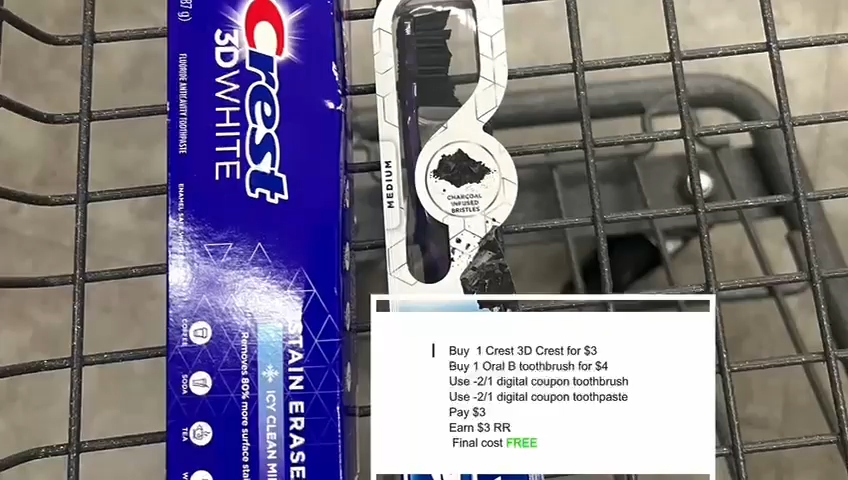 Crest
3DWHITE
FLUORIDE ANTICAVITY TOOTHPASTE
STAIN ERASE
ICY CLEAN MI
Removes 80% more surface sta
COFFEE
SODA
TEA
MEDIUM
CHARCOAL
INFUSED
BRISTLES
Buy 1 Crest 3D Crest for $3
Buy 1 Oral B toothbrush for $4
Use -2/1 digital coupon toothbrush
Use -2/1 digital coupon toothpaste
Pay $3
Earn $3 RR
Final cost FREE